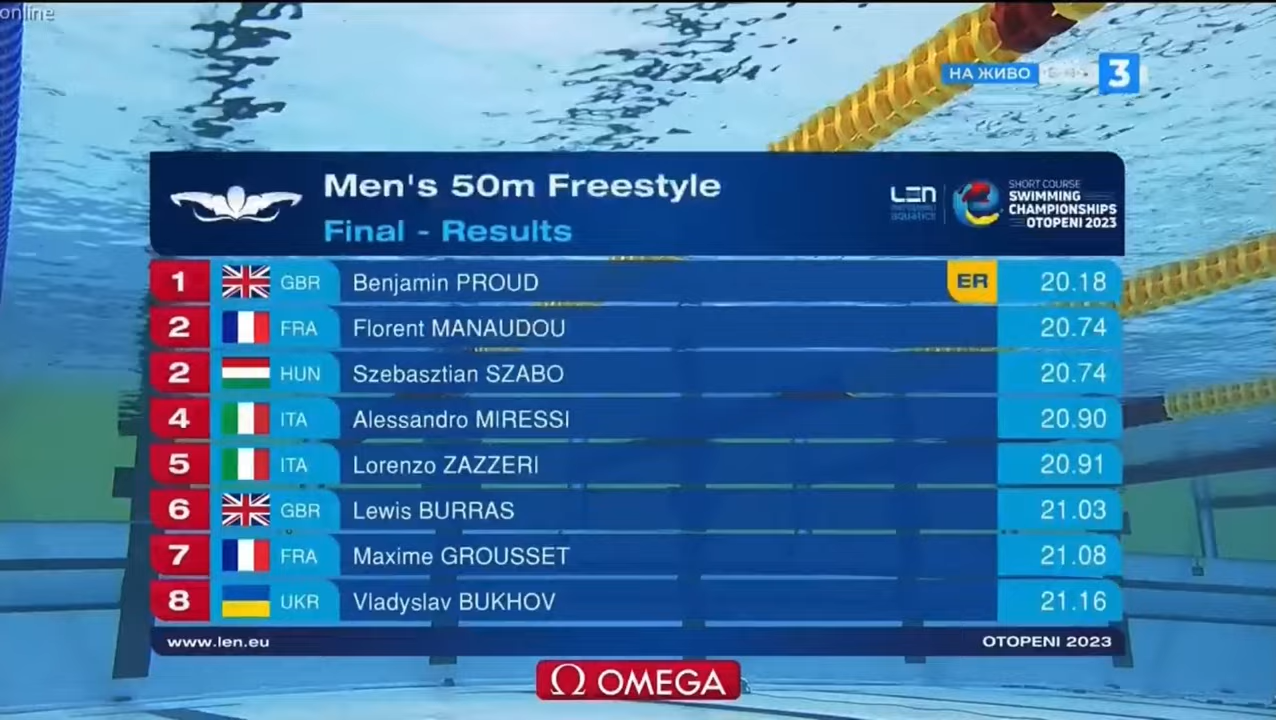 online
НА ЖИВО
3
Men's 50m Freestyle
Final - Results
LEN
aquatics
SHORT COURSE
SWIMMING
CHAMPIONSHIPS
OTOPENI 2023
1 GBR Benjamin PROUD ER 20.18
2 FRA Florent MANAUDOU 20.74
2 HUN Szebasztian SZABO 20.74
4 ITA Alessandro MIRESSI 20.90
5 ITA Lorenzo ZAZZERI 20.91
6 GBR Lewis BURRAS 21.03
7 FRA Maxime GROUSSET 21.08
8 UKR Vladyslav BUKHOV 21.16
www.len.eu OTOPENI 2023
Ω OMEGA